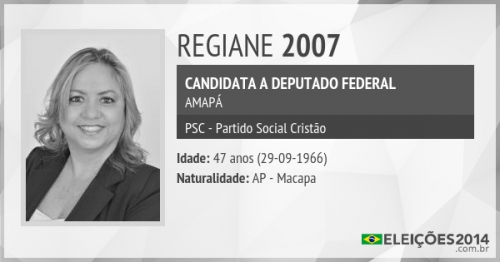 REGIANE 2007
CANDIDATA A DEPUTADO FEDERAL
AMAPÁ
PSC - Partido Social Cristão
Idade: 47 anos (29-09-1966)
Naturalidade: AP - Macapa
ELEIÇÕES2014
.com.br